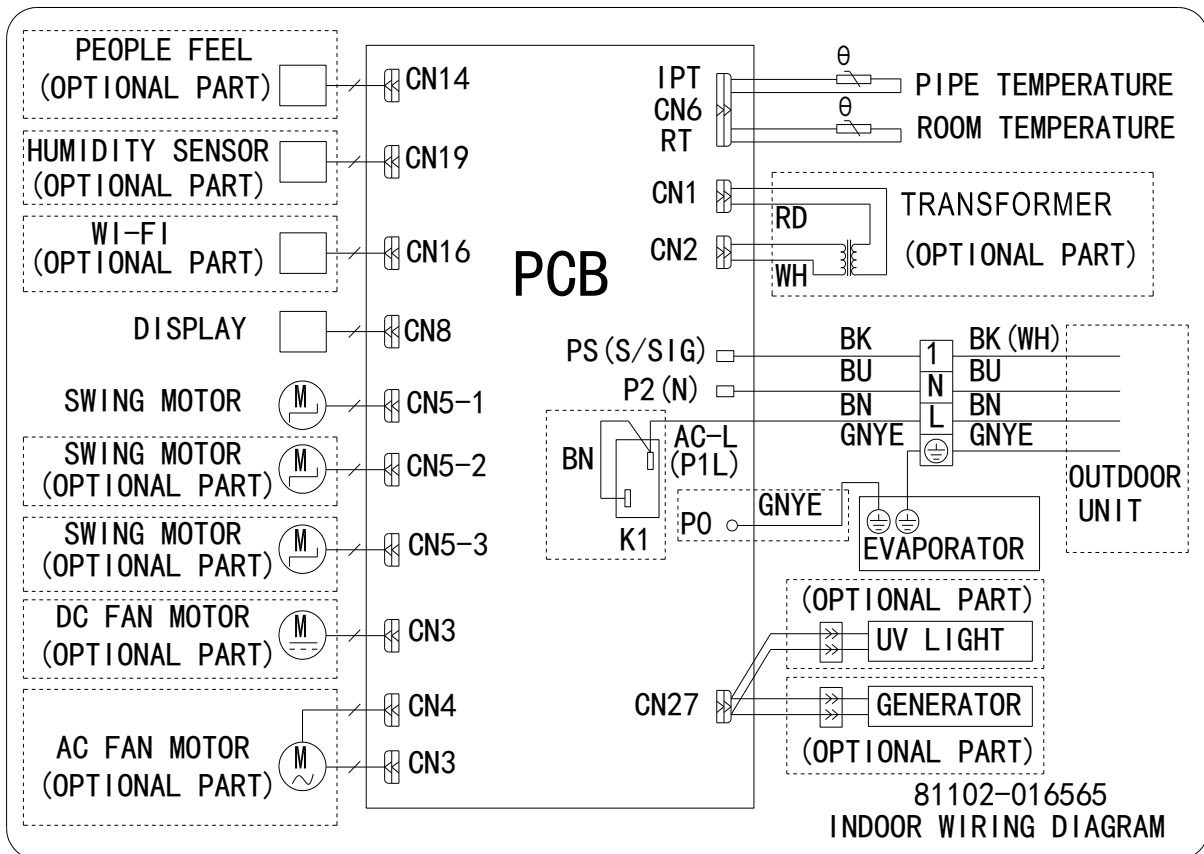 PEOPLE FEEL
(OPTIONAL PART)
CN14
HUMIDITY SENSOR
(OPTIONAL PART)
CN19
WI-FI
(OPTIONAL PART)
CN16
DISPLAY
CN8
SWING MOTOR
M
CN5-1
SWING MOTOR
(OPTIONAL PART)
M
CN5-2
SWING MOTOR
(OPTIONAL PART)
M
CN5-3
DC FAN MOTOR
(OPTIONAL PART)
M
CN3
CN4
AC FAN MOTOR
(OPTIONAL PART)
M
CN3
PCB
IPT
CN6
RT
θ
PIPE TEMPERATURE
θ
ROOM TEMPERATURE
CN1
CN2
RD
WH
TRANSFORMER
(OPTIONAL PART)
PS(S/SIG)
BK
1
BK(WH)
P2(N)
BU
N
BU
BN
L
BN
GNYE
GNYE
AC-L
(P1L)
BN
K1
P0
GNYE
EVAPORATOR
OUTDOOR
UNIT
(OPTIONAL PART)
UV LIGHT
CN27
GENERATOR
(OPTIONAL PART)
81102-016565
INDOOR WIRING DIAGRAM